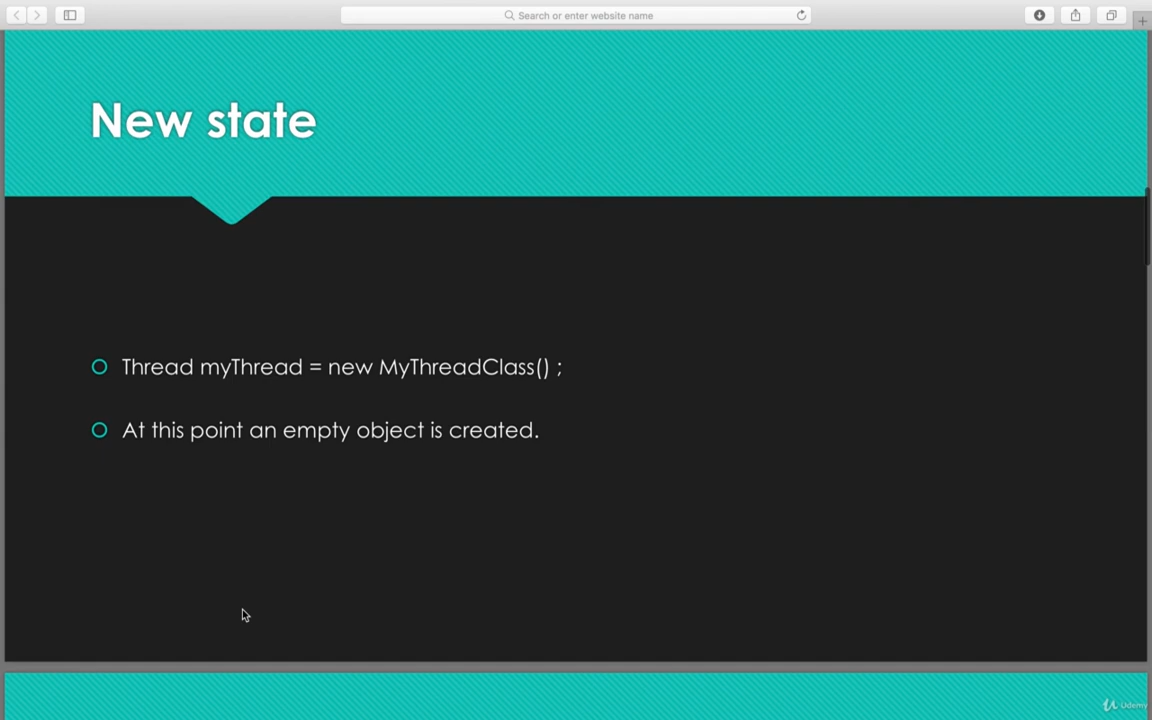 Search or enter website name
New state
Thread myThread = new MyThreadClass() ;
At this point an empty object is created.
Udemy